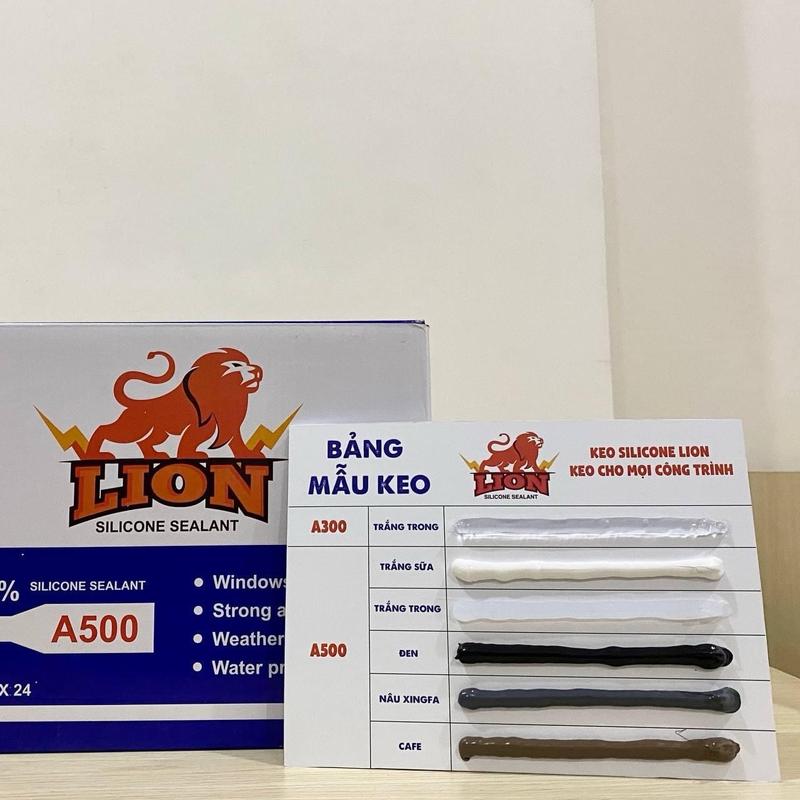 LION
SILICONE SEALANT
%
SILICONE SEALANT
A500
X 24
• Windows
• Strong a
• Weather
• Water pr
BẢNG
MẪU KEO
LION
SILICONE SEALANT
KEO SILICONE LION
KEO CHO MỌI CÔNG TRÌNH
A300
TRẮNG TRONG
A500
TRẮNG SỮA
TRẮNG TRONG
ĐEN
NÂU XINGFA
CAFE